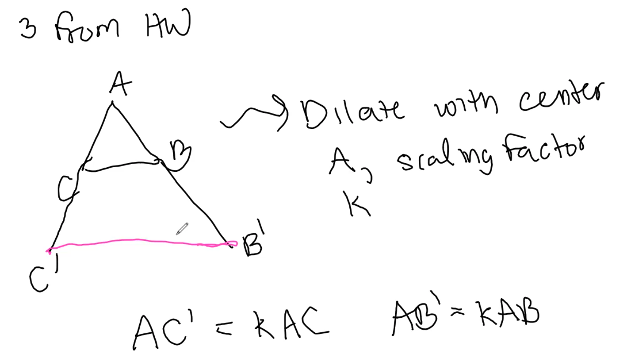 3 from HW
A
Dilate with center
A, scaling factor
K
C
B
C'
B'
AC' = kAC
AB' = kAB